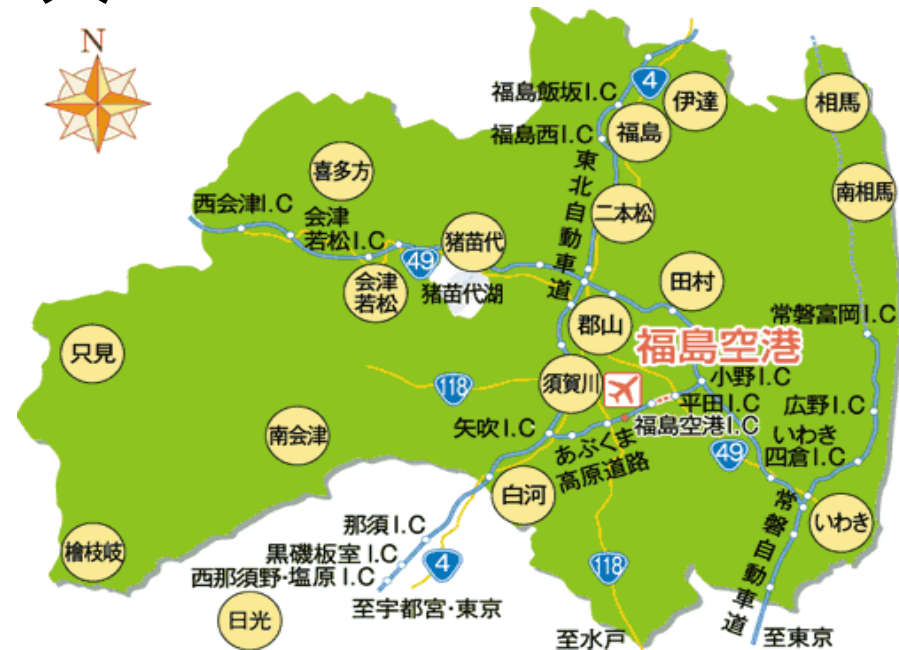 N
4
福島飯坂I.C
伊達
相馬
福島西I.C
福島
東北自動車道
喜多方
南相馬
西会津I.C
会津
若松I.C
二本松
猪苗代
49
会津
若松
猪苗代湖
田村
常磐富岡I.C
郡山
福島空港
只見
118
須賀川
小野I.C
平田I.C
広野I.C
福島空港I.C
矢吹I.C
あぶくま
高原道路
いわき
四倉I.C
49
南会津
白河
いわき
那須I.C
黒磯板室I.C
西那須野・塩原I.C
4
118
常磐自動車道
檜枝岐
日光
至宇都宮・東京
至水戸
至東京